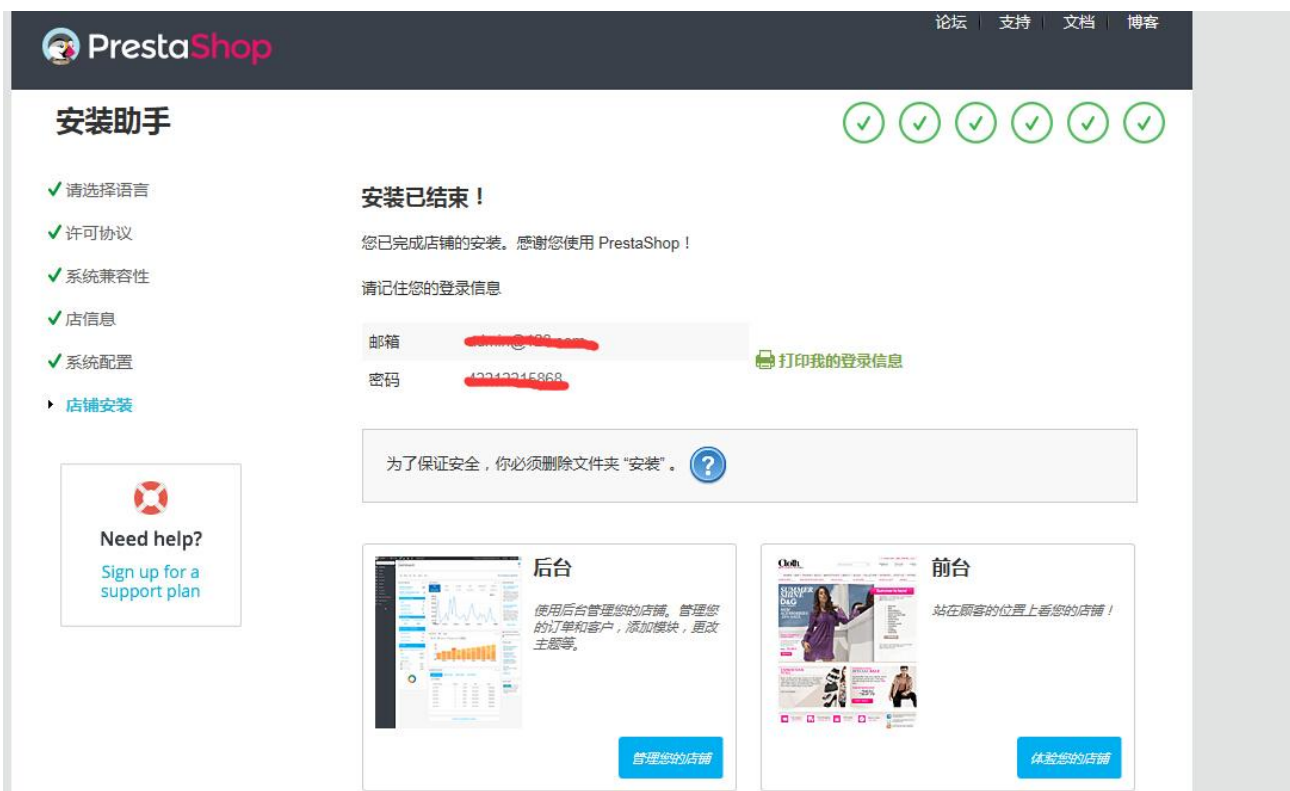 PrestaShop
论坛 支持 文档 博客
安装助手
请选择语言
许可协议
系统兼容性
店信息
系统配置
店铺安装
Need help?
Sign up for a
support plan
安装已结束！
您已完成店铺的安装。感谢您使用 PrestaShop！
请记住您的登录信息
邮箱
密码
打印我的登录信息
为了保证安全，你必须删除文件夹 “安装” 。
后台
使用后台管理您的店铺。管理您
的订单和客户，添加模块，更改
主题等。
管理您的店铺
前台
站在顾客的位置上看您的店铺！
体验您的店铺